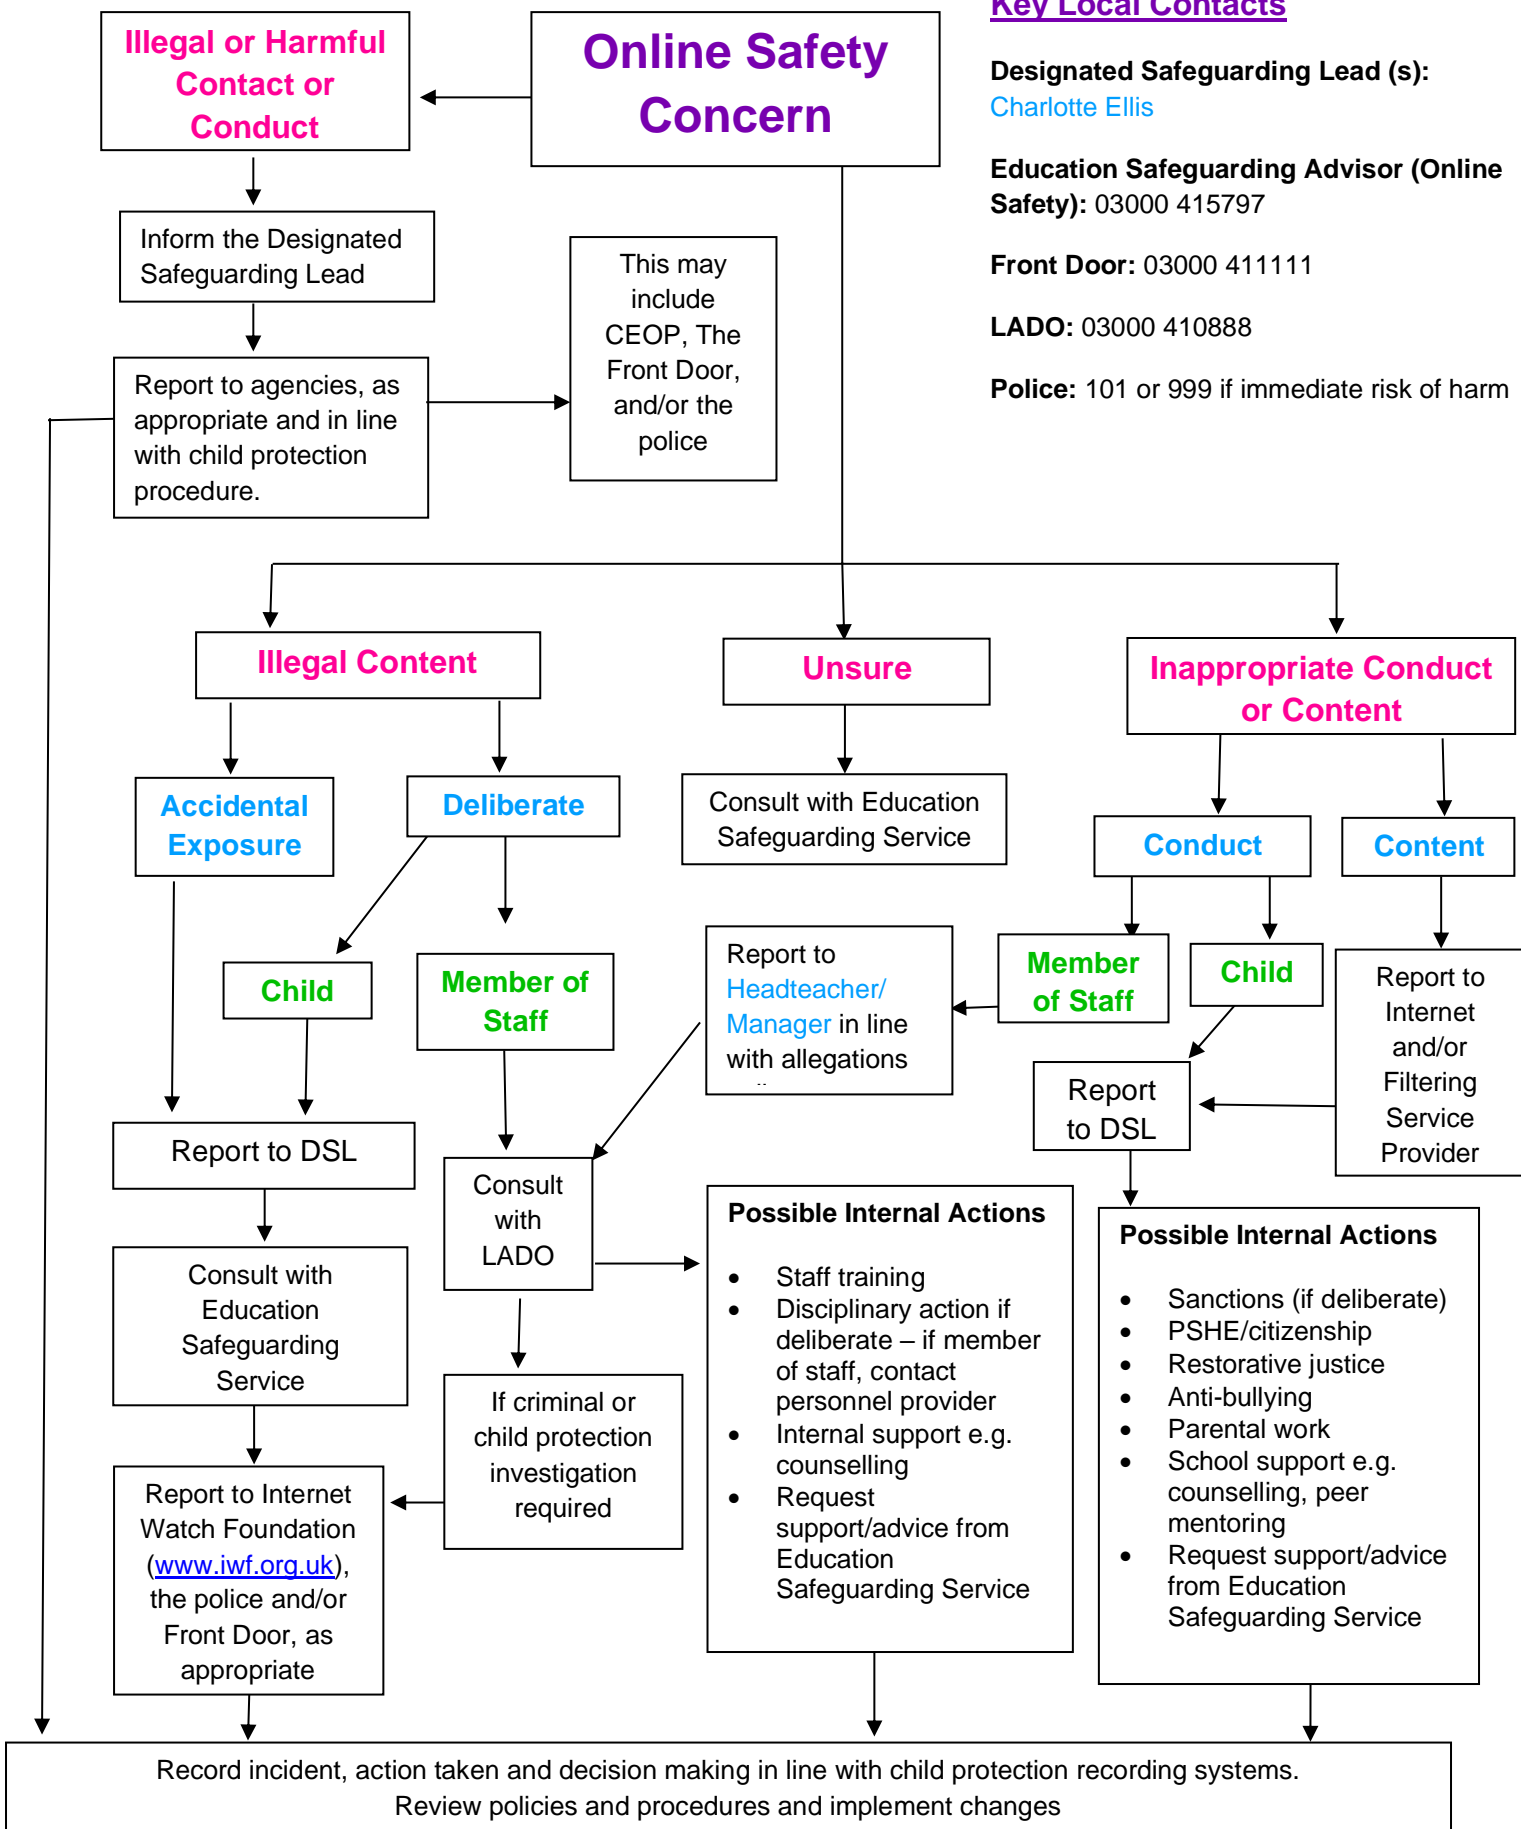 Key Local Contacts
Illegal or Harmful
Contact or
Conduct
Online Safety
Concern
Designated Safeguarding Lead (s):
Charlotte Ellis
Education Safeguarding Advisor (Online
Safety): 03000 415797
Front Door: 03000 411111
LADO: 03000 410888
Police: 101 or 999 if immediate risk of harm
Inform the Designated
Safeguarding Lead
Report to agencies, as
appropriate and in line
with child protection
procedure.
This may
include
CEOP, The
Front Door,
and/or the
police
Illegal Content
Unsure
Inappropriate Conduct
or Content
Accidental
Exposure
Deliberate
Consult with Education
Safeguarding Service
Conduct
Content
Child
Member of
Staff
Report to
Headteacher/
Manager in line
with allegations
Member
of Staff
Child
Report to
Internet
and/or
Filtering
Service
Provider
Report to DSL
Report
to DSL
Consult
with
LADO
Consult with
Education
Safeguarding
Service
If criminal or
child protection
investigation
required
Report to Internet
Watch Foundation
(www.iwf.org.uk),
the police and/or
Front Door, as
appropriate
Possible Internal Actions
• Staff training
• Disciplinary action if
deliberate – if member
of staff, contact
personnel provider
• Internal support e.g.
counselling
• Request
support/advice from
Education
Safeguarding Service
Possible Internal Actions
• Sanctions (if deliberate)
• PSHE/citizenship
• Restorative justice
• Anti-bullying
• Parental work
• School support e.g.
counselling, peer
mentoring
• Request support/advice
from Education
Safeguarding Service
Record incident, action taken and decision making in line with child protection recording systems.
Review policies and procedures and implement changes